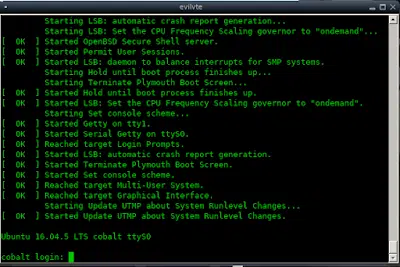 evilvte
Starting LSB: automatic crash report generation...
Starting LSB: Set the CPU Frequency Scaling governor to "ondemand"...
[  OK  ] Started OpenBSD Secure Shell server.
[  OK  ] Started Permit User Sessions.
[  OK  ] Started LSB: daemon to balance interrupts for SMP systems.
Starting Hold until boot process finishes up...
Starting Terminate Plymouth Boot Screen...
[  OK  ] Started Hold until boot process finishes up.
[  OK  ] Started LSB: Set the CPU Frequency Scaling governor to "ondemand".
Starting Set console scheme...
[  OK  ] Started Getty on tty1.
[  OK  ] Started Serial Getty on ttyS0.
[  OK  ] Reached target Login Prompts.
[  OK  ] Started LSB: automatic crash report generation.
[  OK  ] Started Terminate Plymouth Boot Screen.
[  OK  ] Started Set console scheme.
[  OK  ] Reached target Multi-User System.
[  OK  ] Reached target Graphical Interface.
Starting Update UTMP about System Runlevel Changes...
[  OK  ] Started Update UTMP about System Runlevel Changes.
Ubuntu 16.04.5 LTS cobalt ttyS0
cobalt login: